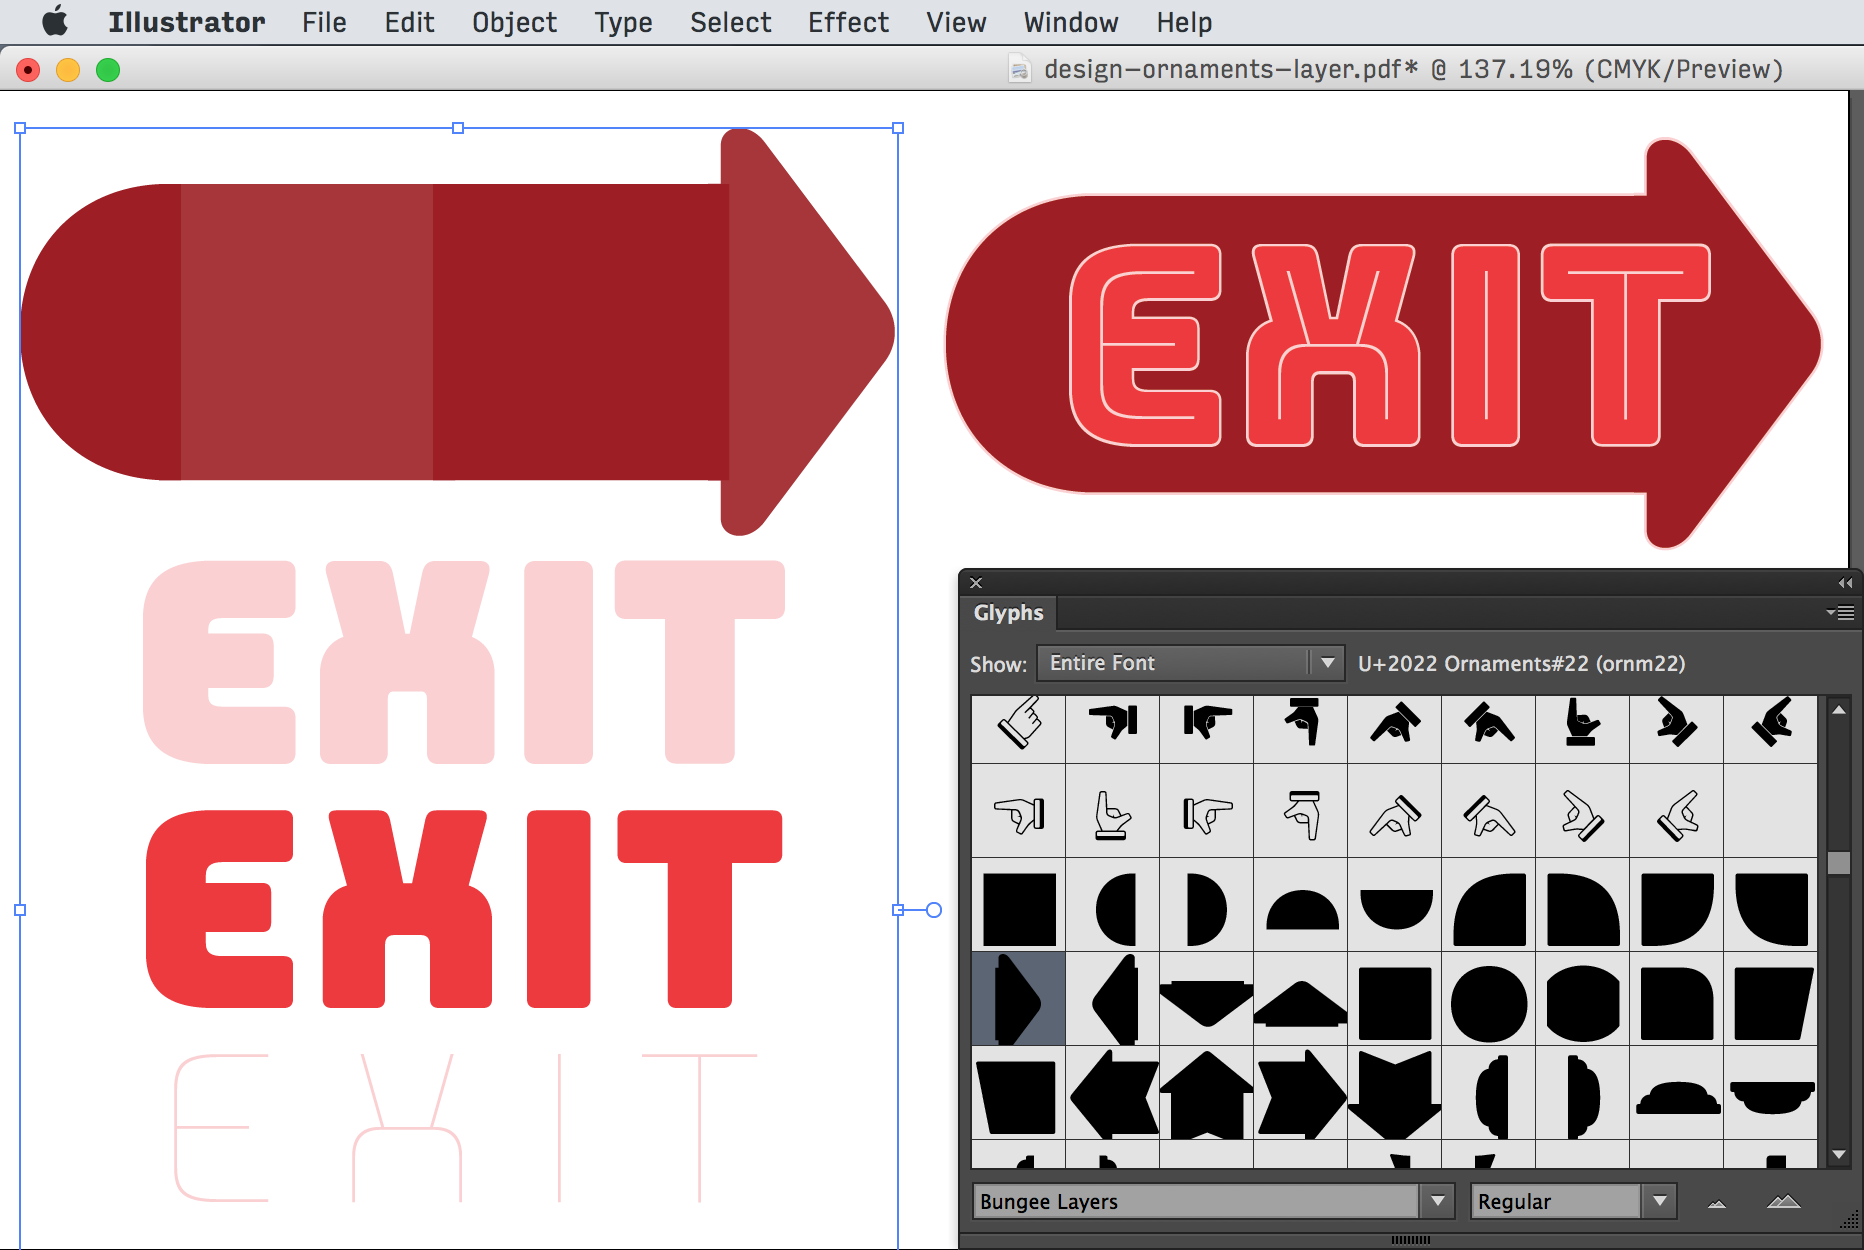 Illustrator File Edit Object Type Select Effect View Window Help
design-ornaments-layer.pdf* @ 137.19% (CMYK/Preview)
EXIT
EXIT
EXIT
EXIT
Glyphs
Show: Entire Font U+2022 Ornaments#22 (ornm22)
Bungee Layers Regular